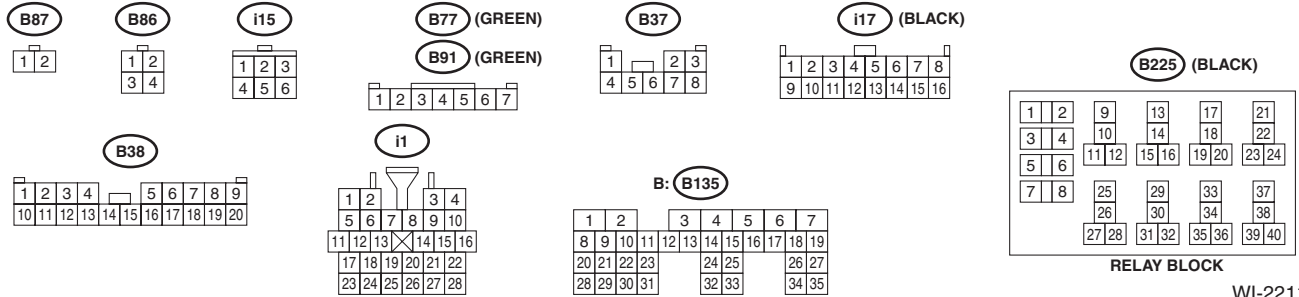 B87 B86 i15 B77 (GREEN) B37 i17 (BLACK)
B91 (GREEN)
B225 (BLACK)
1 2
1 2
3 4
1 2 3
4 5 6
1 2 3 4 5 6 7
1 2 3
4 5 6 7 8
1 2 3 4 5 6 7 8
9 10 11 12 13 14 15 16
B38
1 2 3 4 5 6 7 8 9
10 11 12 13 14 15 16 17 18 19 20
i1
1 2 3 4
5 6 7 8 9 10
11 12 13 14 15 16
17 18 19 20 21 22
23 24 25 26 27 28
B: B135
1 2 3 4 5 6 7
8 9 10 11 12 13 14 15 16 17 18 19
20 21 22 23 24 25 26 27
28 29 30 31 32 33 34 35
1 2 9 13 17 21
3 4 10 14 18 22
11 12 15 16 19 20 23 24
5 6
7 8 25 29 33 37
26 30 34 38
27 28 31 32 35 36 39 40
RELAY BLOCK